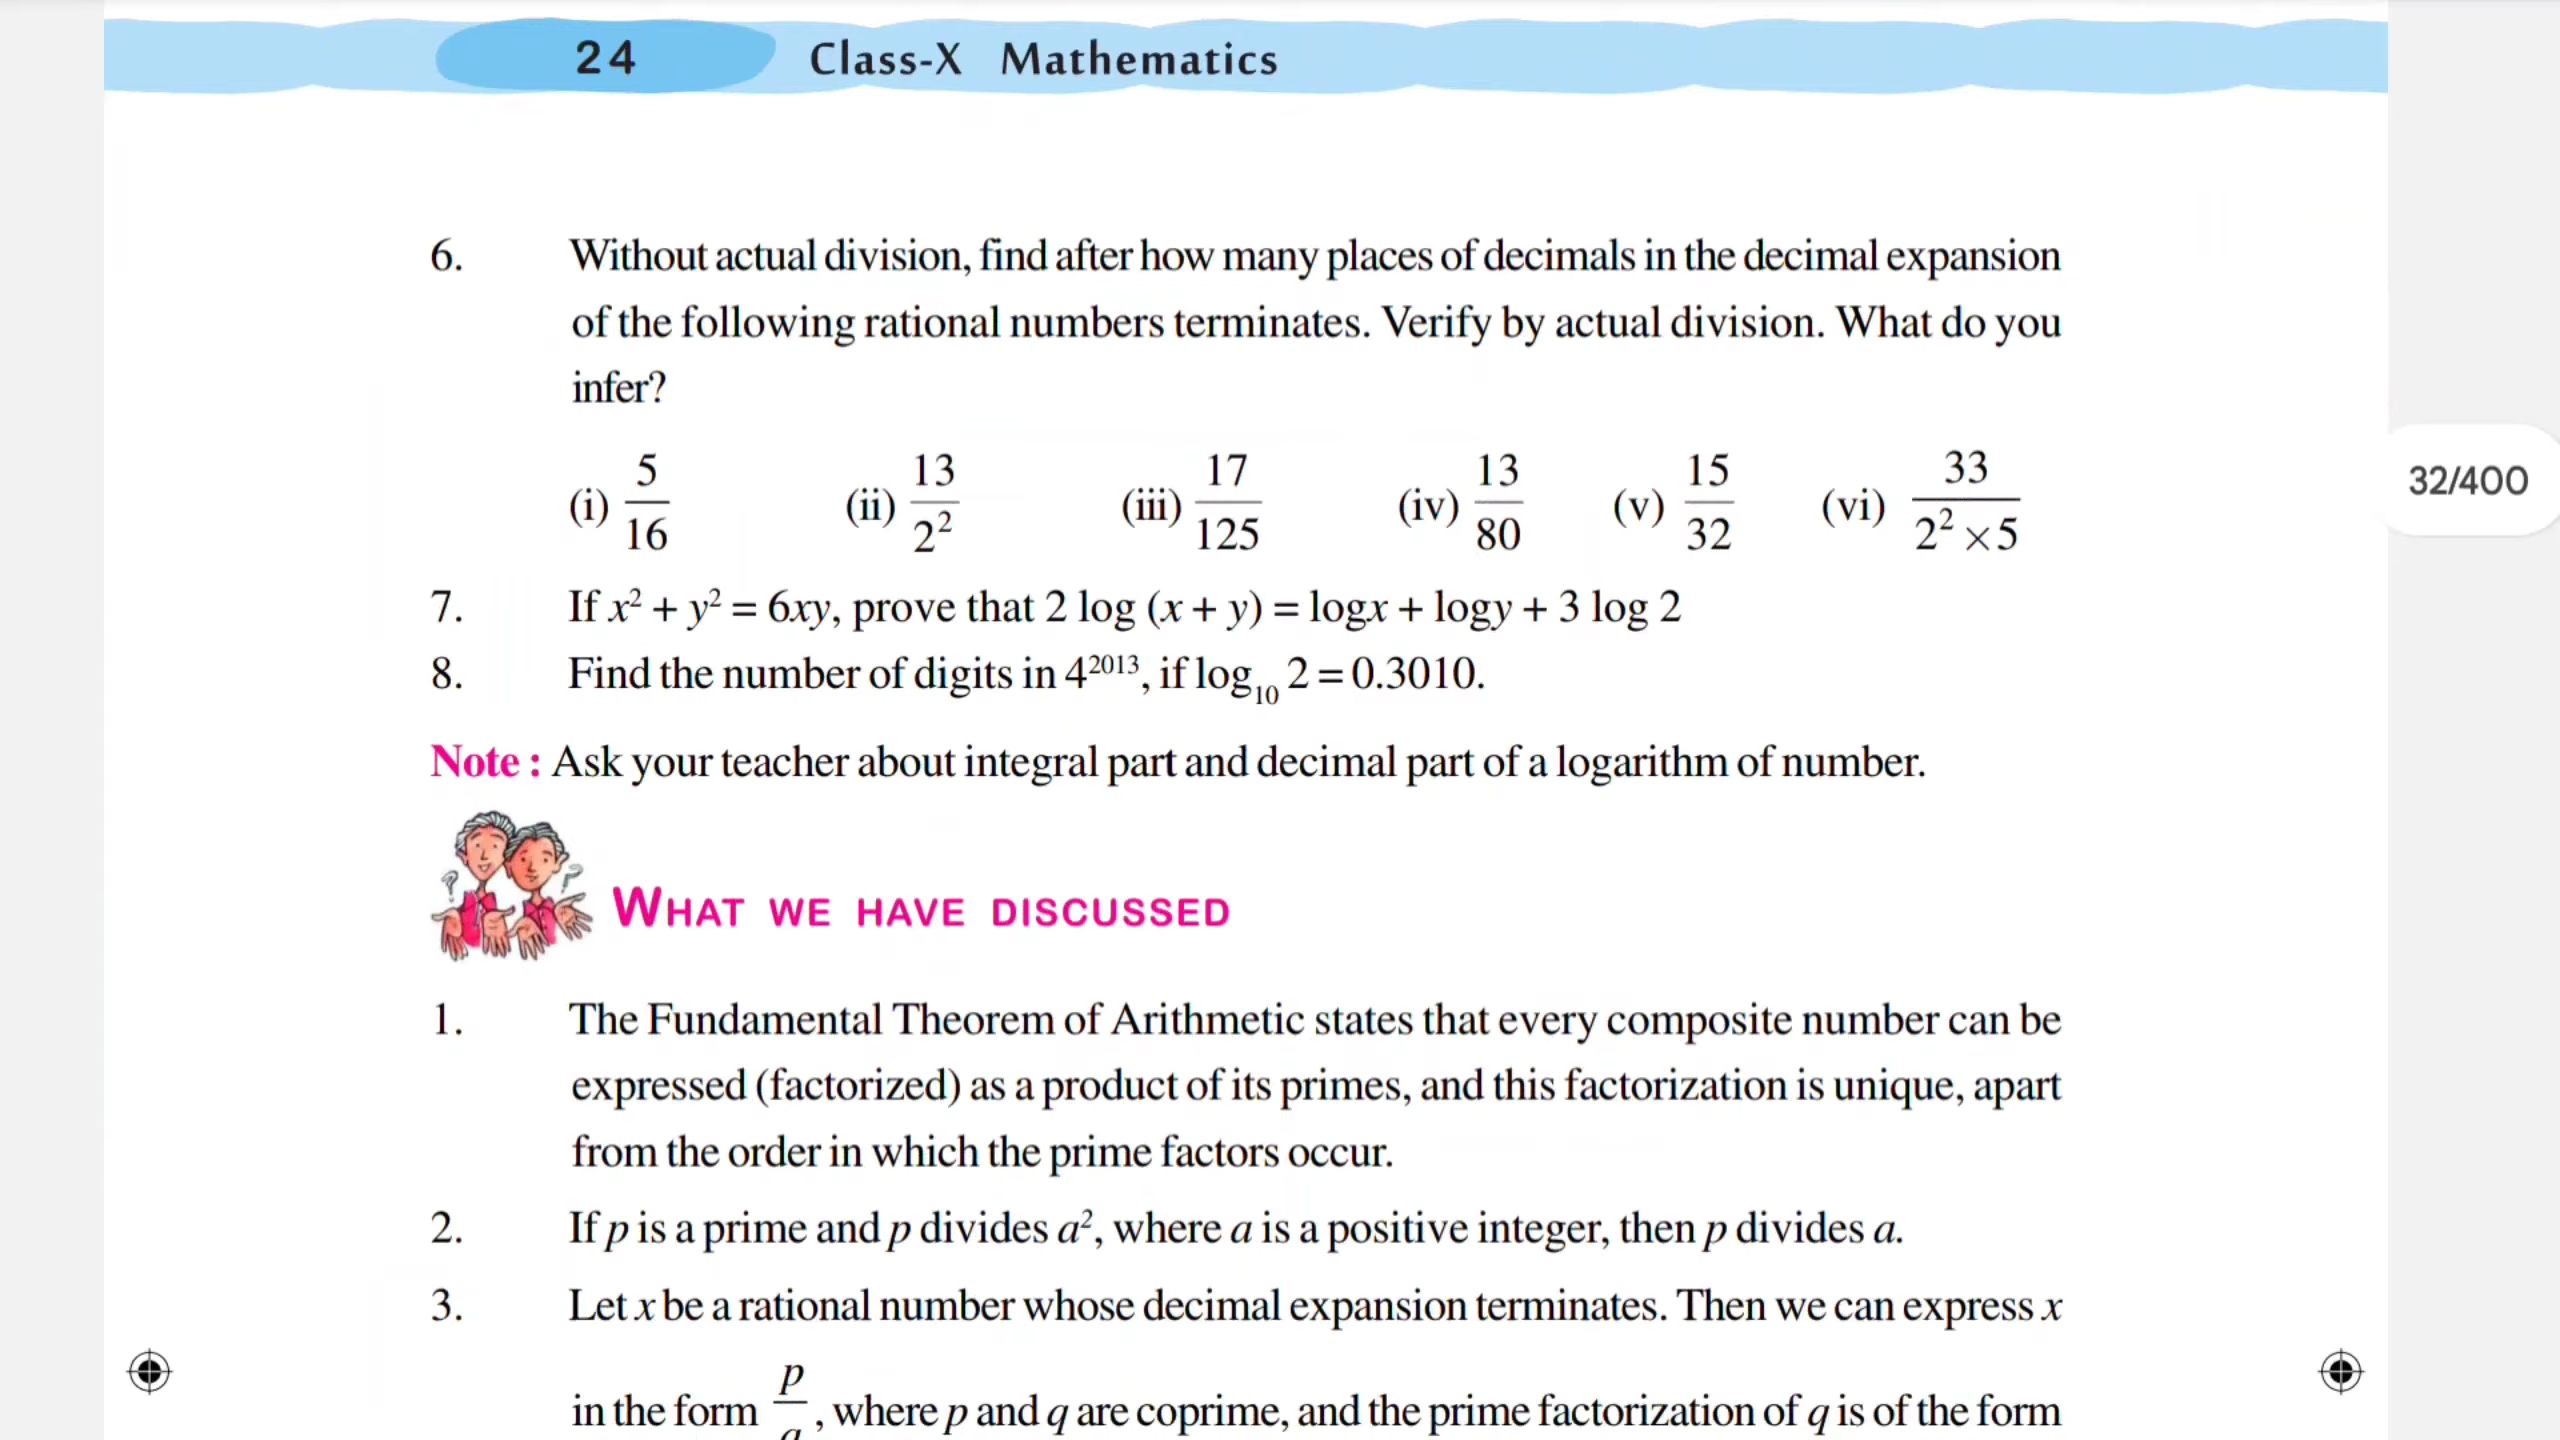 24 Class-X Mathematics
6. Without actual division, find after how many places of decimals in the decimal expansion
of the following rational numbers terminates. Verify by actual division. What do you
infer?
(i) 5/16 (ii) 13/2² (iii) 17/125 (iv) 13/80 (v) 15/32 (vi) 33/2² × 5
32/400
7. If x² + y² = 6xy, prove that 2 log (x + y) = logx + logy + 3 log 2
8. Find the number of digits in 4²⁰¹³, if log₁₀ 2 = 0.3010.
Note : Ask your teacher about integral part and decimal part of a logarithm of number.
? ?
WHAT WE HAVE DISCUSSED
1. The Fundamental Theorem of Arithmetic states that every composite number can be
expressed (factorized) as a product of its primes, and this factorization is unique, apart
from the order in which the prime factors occur.
2. If p is a prime and p divides a², where a is a positive integer, then p divides a.
3. Let x be a rational number whose decimal expansion terminates. Then we can express x
in the form p/q, where p and q are coprime, and the prime factorization of q is of the form